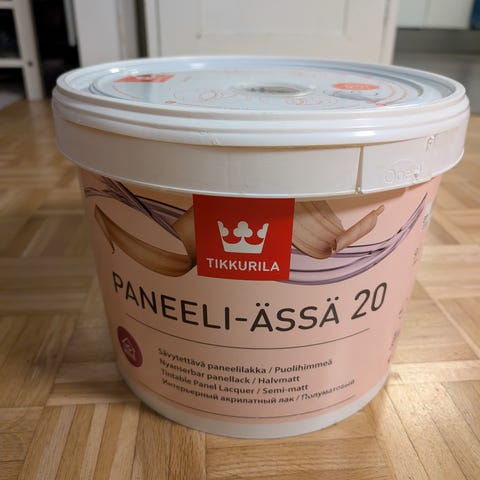 TIKKURILA
PANEELI-ÄSSÄ 20
Sävytettävä paneelilakka / Puolihimmeä
Nyanserbar panellack / Halvmatt
Tintable Panel Lacquer / Semi-matt
Интерьерный акрилатный лак / Полуматовый